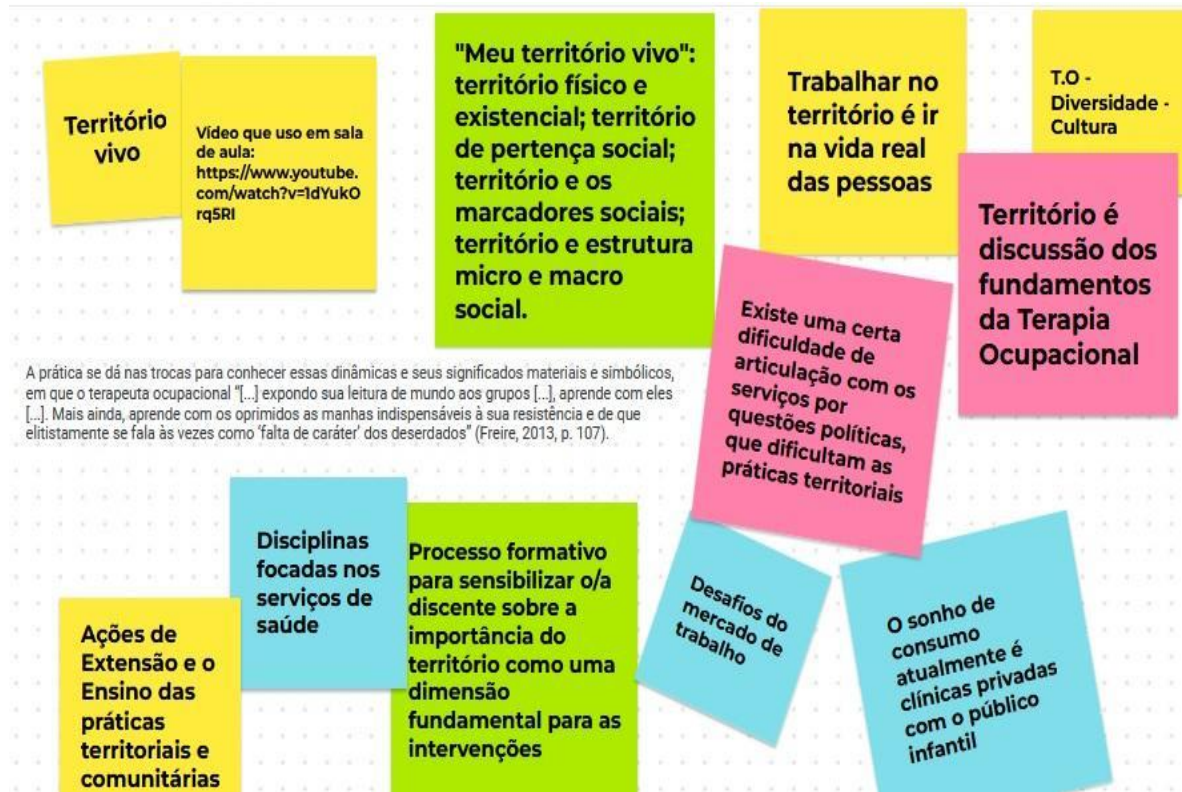 Território
vivo
Vídeo que uso em sala
de aula:
https://www.youtube.
com/watch?v=1dYukO
rq5RI
"Meu território vivo":
território físico e
existencial; território
de pertença social;
território e os
marcadores sociais;
território e estrutura
micro e macro
social.
Trabalhar no
território é ir
na vida real
das pessoas
T.O -
Diversidade -
Cultura
Território é
discussão dos
fundamentos
da Terapia
Ocupacional
Existe uma certa
dificuldade de
articulação com os
serviços por
questões políticas,
que dificultam as
práticas territoriais
A prática se dá nas trocas para conhecer essas dinâmicas e seus significados materiais e simbólicos,
em que o terapeuta ocupacional “[...] expondo sua leitura de mundo aos grupos [...], aprende com eles
[...]. Mais ainda, aprende com os oprimidos as manhas indispensáveis à sua resistência e de que
elitistamente se fala às vezes como ‘falta de caráter’ dos deserdados” (Freire, 2013, p. 107).
Ações de
Extensão e o
Ensino das
práticas
territoriais e
comunitárias
Disciplinas
focadas nos
serviços de
saúde
Processo formativo
para sensibilizar o/a
discente sobre a
importância do
território como uma
dimensão
fundamental para as
intervenções
Desafios do
mercado de
trabalho
O sonho de
consumo
atualmente é
clínicas privadas
com o público
infantil